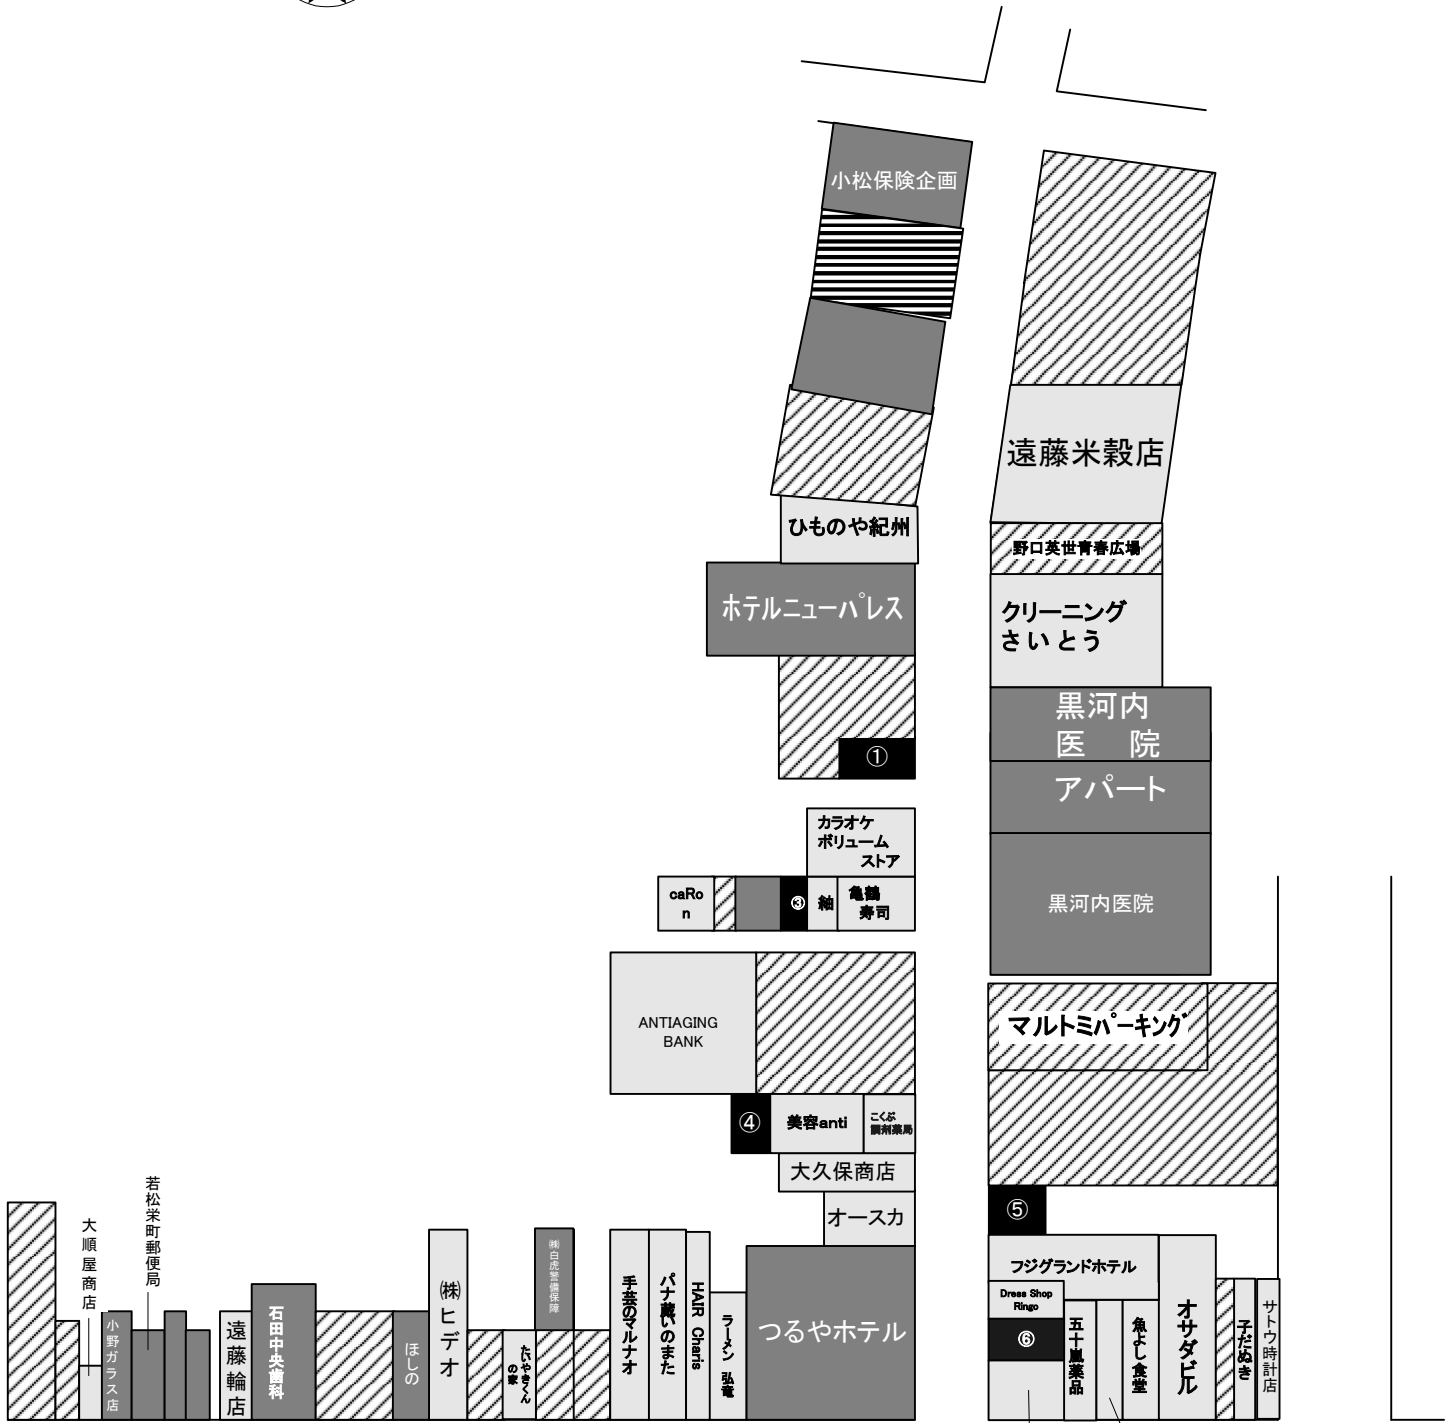 小松保険企画
遠藤米穀店
ひものや紀州
野口英世青春広場
ホテルニューパレス
クリーニング
さいとう
黒河内
医　院
アパート
①
カラオケ
ボリューム
ストア
caRo
n
③
紬
亀鶴
寿司
黒河内医院
ANTIAGING
BANK
マルトミパーキング
④
美容anti
こくぶ
調剤薬局
大久保商店
オースカ
⑤
若松栄町郵便局
大順屋商店
小野ガラス店
遠藤輪店
石田中央歯科
ほしの
㈱ヒデオ
たいやきくん
の家
㈱白虎警備保障
手芸のマルナオ
パナ蔵いのまた
HAIR Charis
ラーメン 弘竜
つるやホテル
フジグランドホテル
Dress Shop
Ringo
⑥
五十嵐薬品
魚よし食堂
オサダビル
子だぬき
サトウ時計店